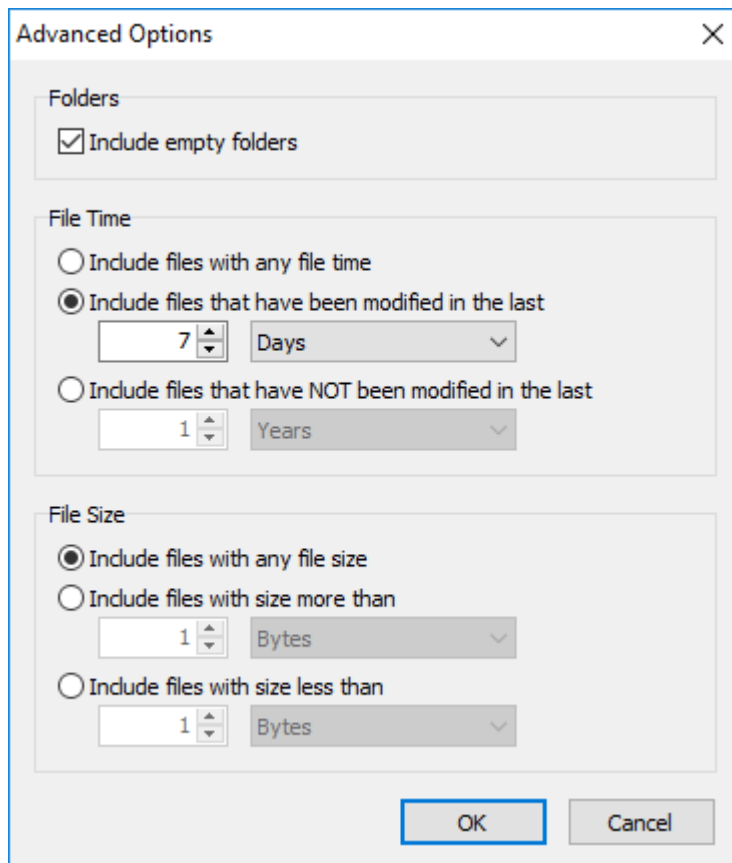 Advanced Options
Folders
Include empty folders
File Time
Include files with any file time
Include files that have been modified in the last
7 Days
Include files that have NOT been modified in the last
1 Years
File Size
Include files with any file size
Include files with size more than
1 Bytes
Include files with size less than
1 Bytes
OK Cancel